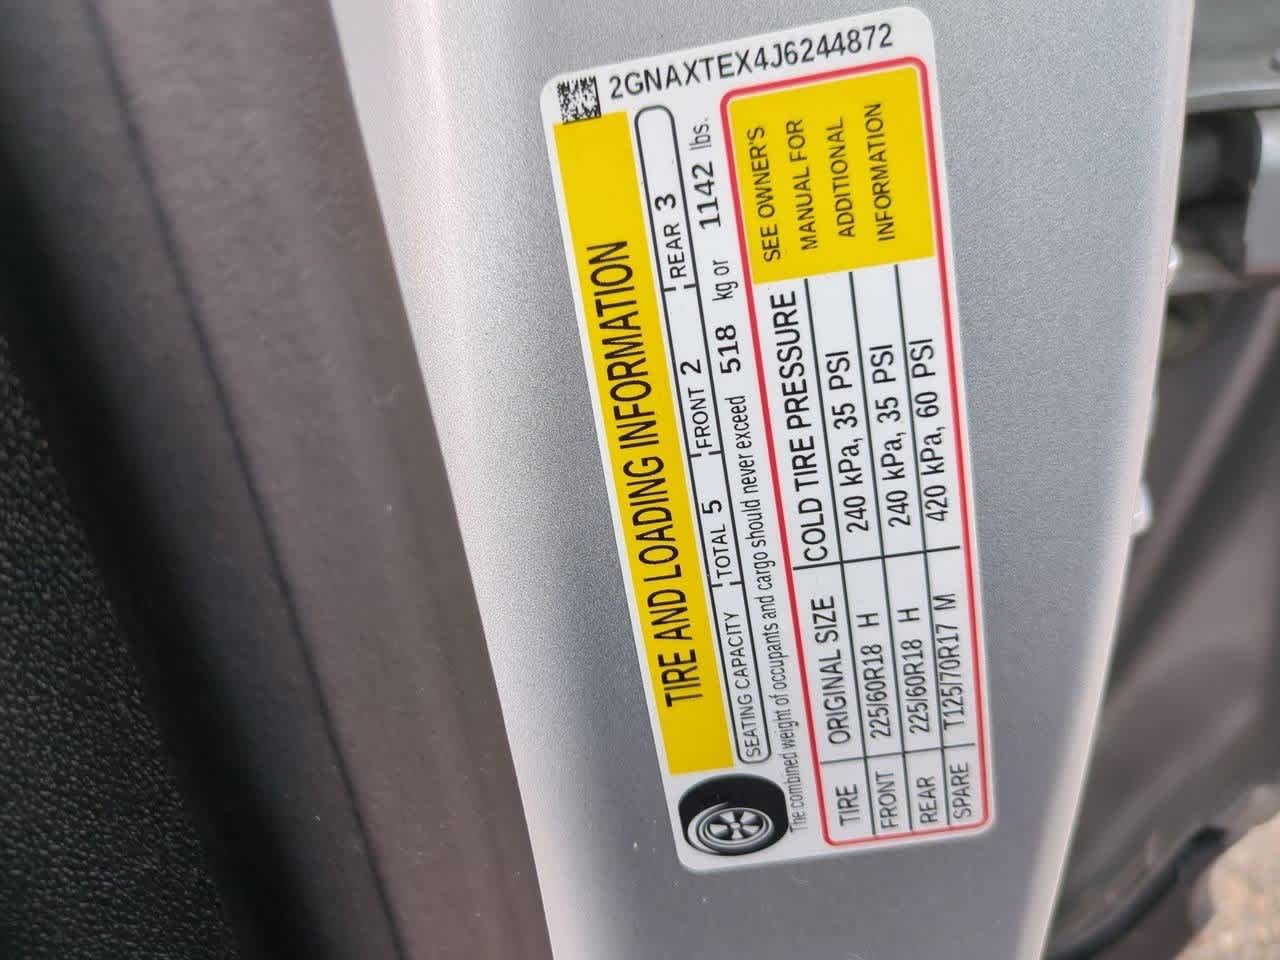 2GNAXTEX4J6244872
TIRE AND LOADING INFORMATION
SEATING CAPACITY TOTAL 5 FRONT 2 REAR 3
The combined weight of occupants and cargo should never exceed 518 kg or 1142 lbs.
TIRE ORIGINAL SIZE COLD TIRE PRESSURE
FRONT 225/60R18 H 240 kPa, 35 PSI
REAR 225/60R18 H 240 kPa, 35 PSI
SPARE T125/70R17 M 420 kPa, 60 PSI
SEE OWNER'S
MANUAL FOR
ADDITIONAL
INFORMATION